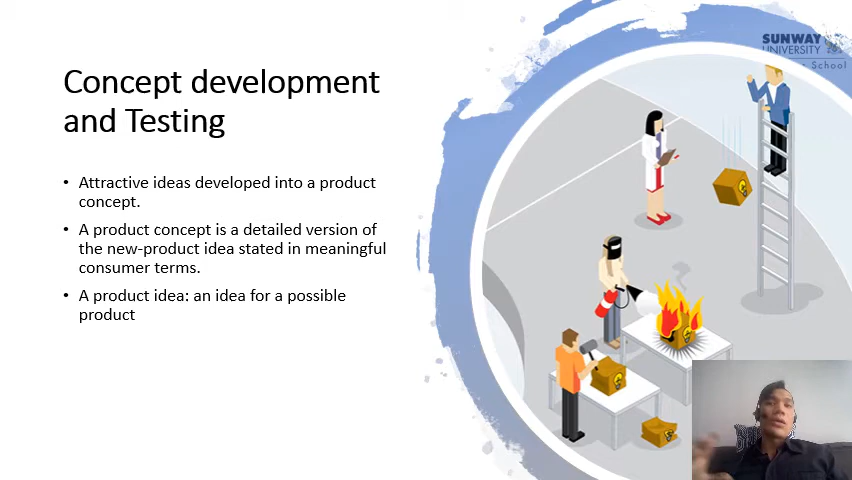 SUNWAY
UNIVERSITY
School
Concept development
and Testing
• Attractive ideas developed into a product
concept.
• A product concept is a detailed version of
the new-product idea stated in meaningful
consumer terms.
• A product idea: an idea for a possible
product